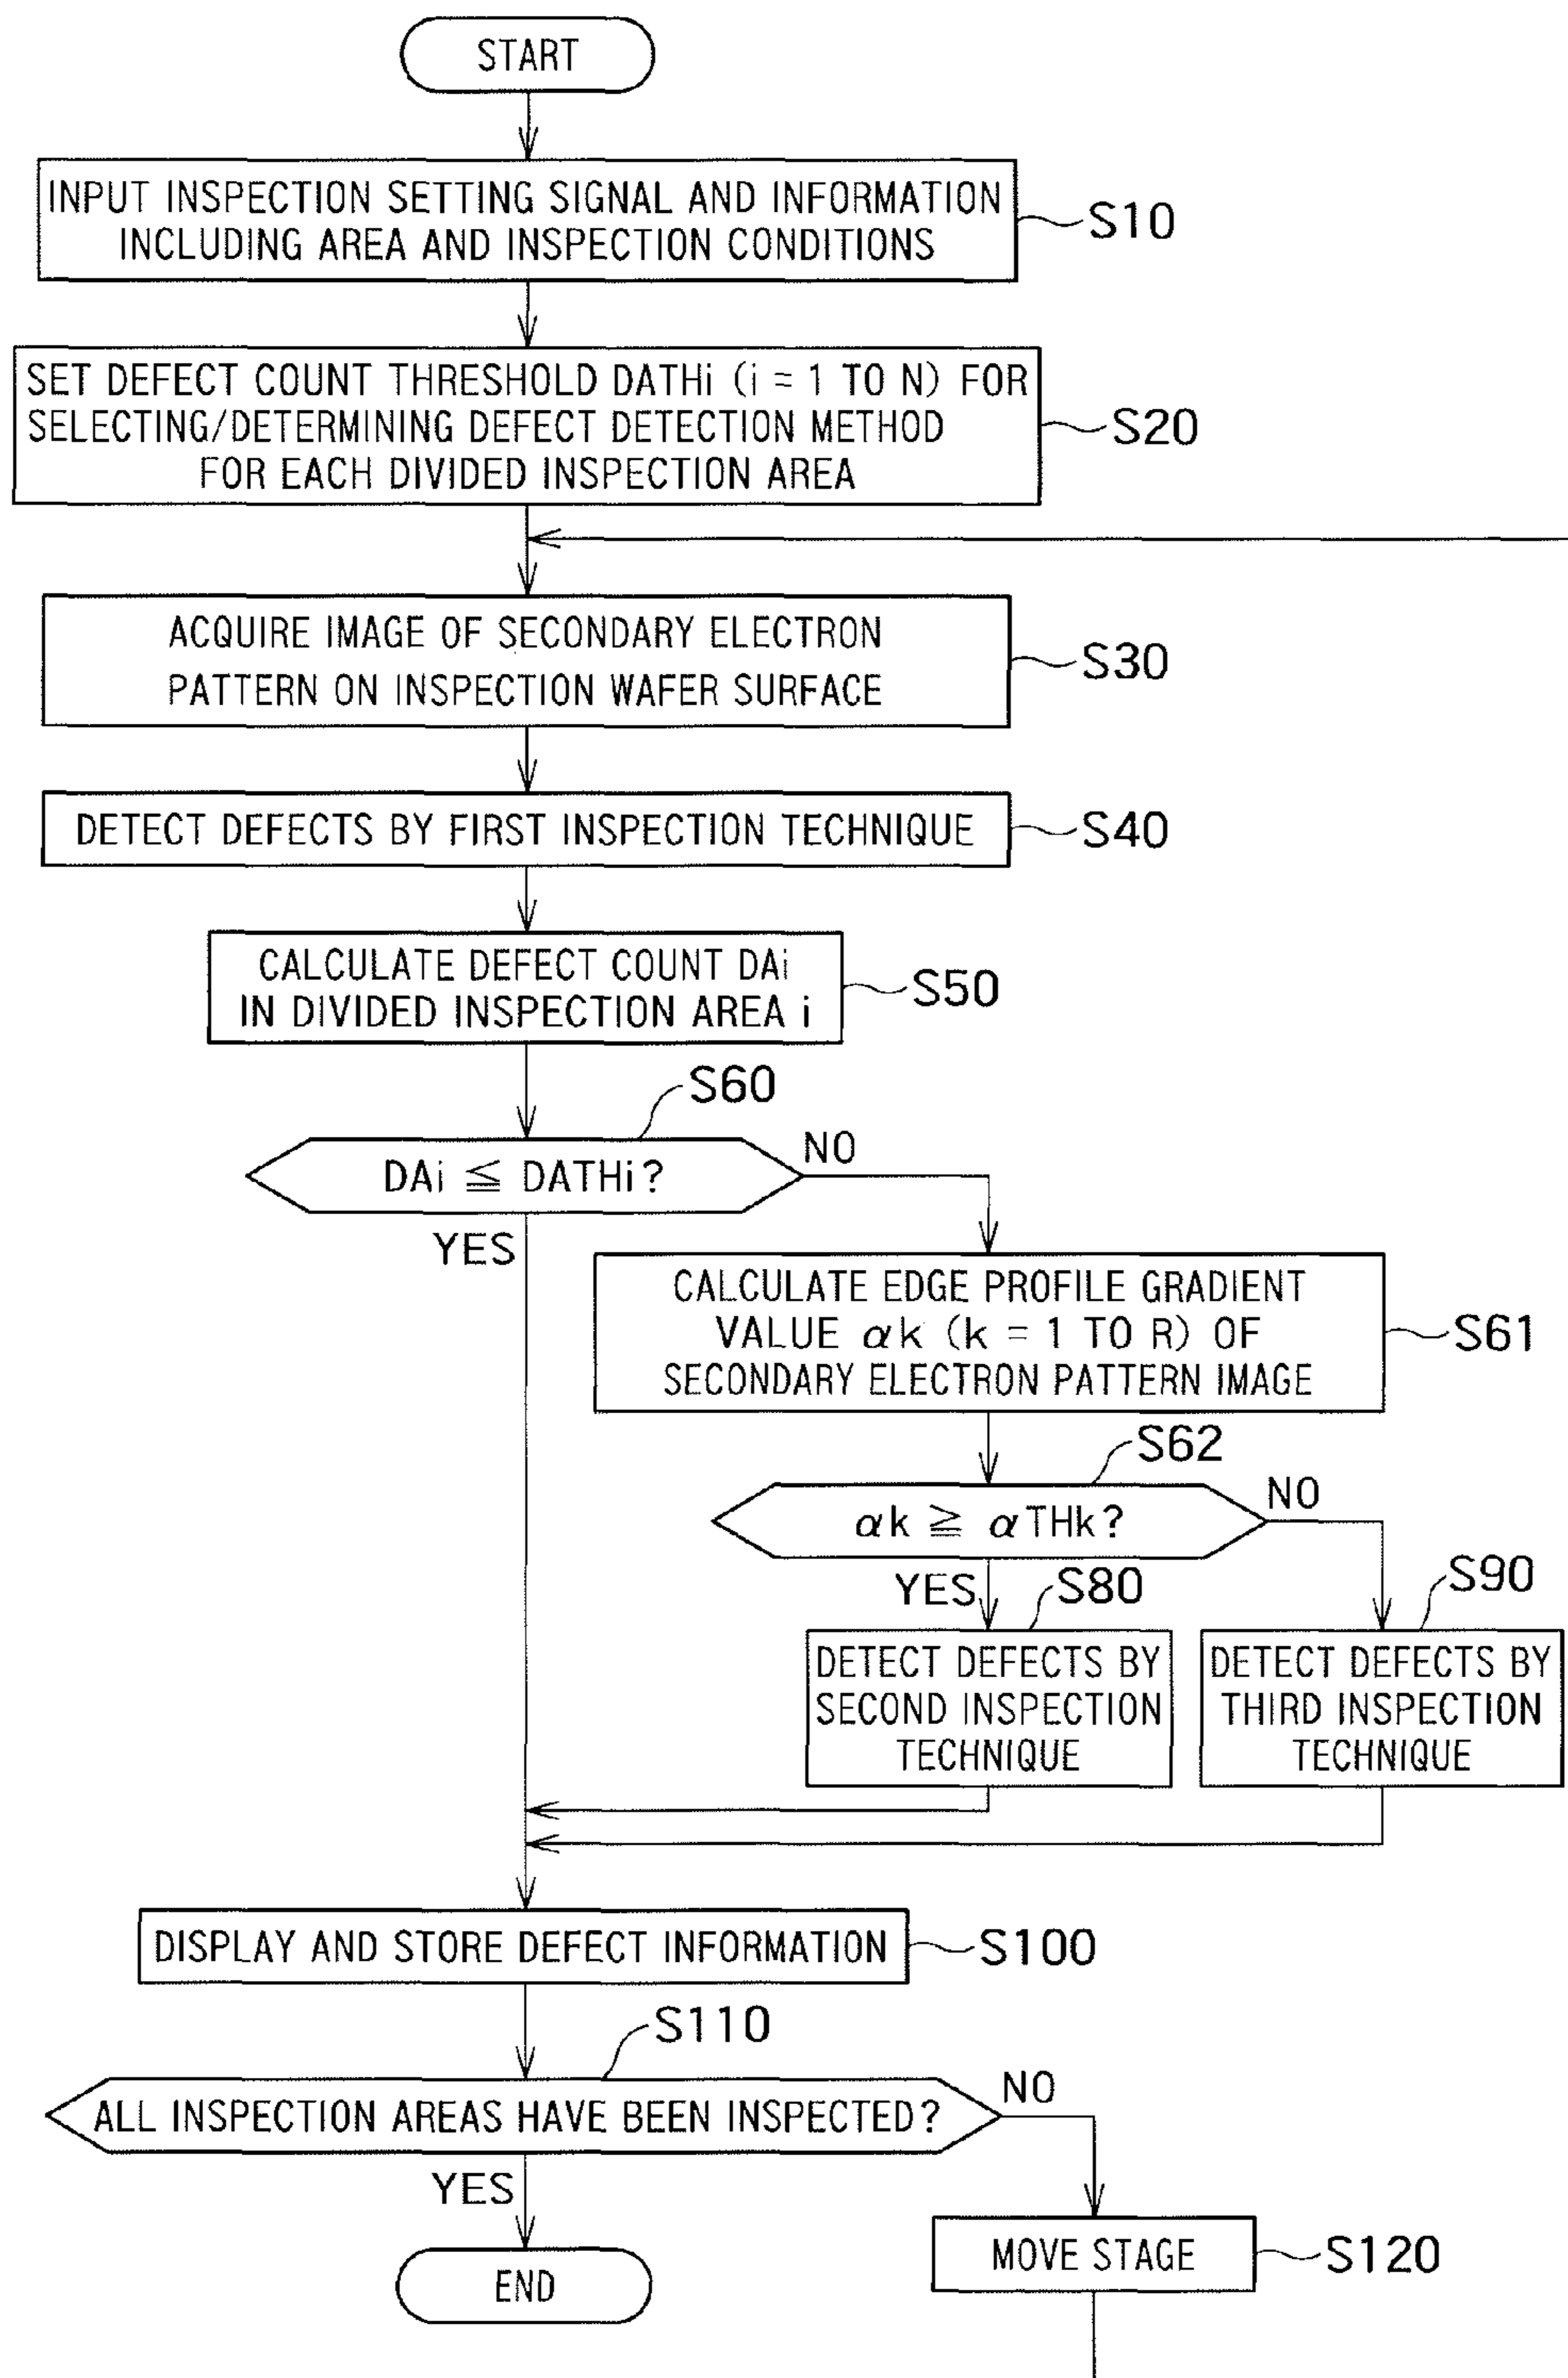 START
INPUT INSPECTION SETTING SIGNAL AND INFORMATION
INCLUDING AREA AND INSPECTION CONDITIONS
S10
SET DEFECT COUNT THRESHOLD DATHi (i = 1 TO N) FOR
SELECTING/DETERMINING DEFECT DETECTION METHOD
FOR EACH DIVIDED INSPECTION AREA
S20
ACQUIRE IMAGE OF SECONDARY ELECTRON
PATTERN ON INSPECTION WAFER SURFACE
S30
DETECT DEFECTS BY FIRST INSPECTION TECHNIQUE
S40
CALCULATE DEFECT COUNT DAi
IN DIVIDED INSPECTION AREA i
S50
S60
DAi ≦ DATHi?
NO
YES
CALCULATE EDGE PROFILE GRADIENT
VALUE αk (k = 1 TO R) OF
SECONDARY ELECTRON PATTERN IMAGE
S61
S62
αk ≧ αTHk?
NO
YES
S80
S90
DETECT DEFECTS BY
SECOND INSPECTION
TECHNIQUE
DETECT DEFECTS BY
THIRD INSPECTION
TECHNIQUE
DISPLAY AND STORE DEFECT INFORMATION
S100
S110
ALL INSPECTION AREAS HAVE BEEN INSPECTED?
NO
YES
MOVE STAGE
S120
END